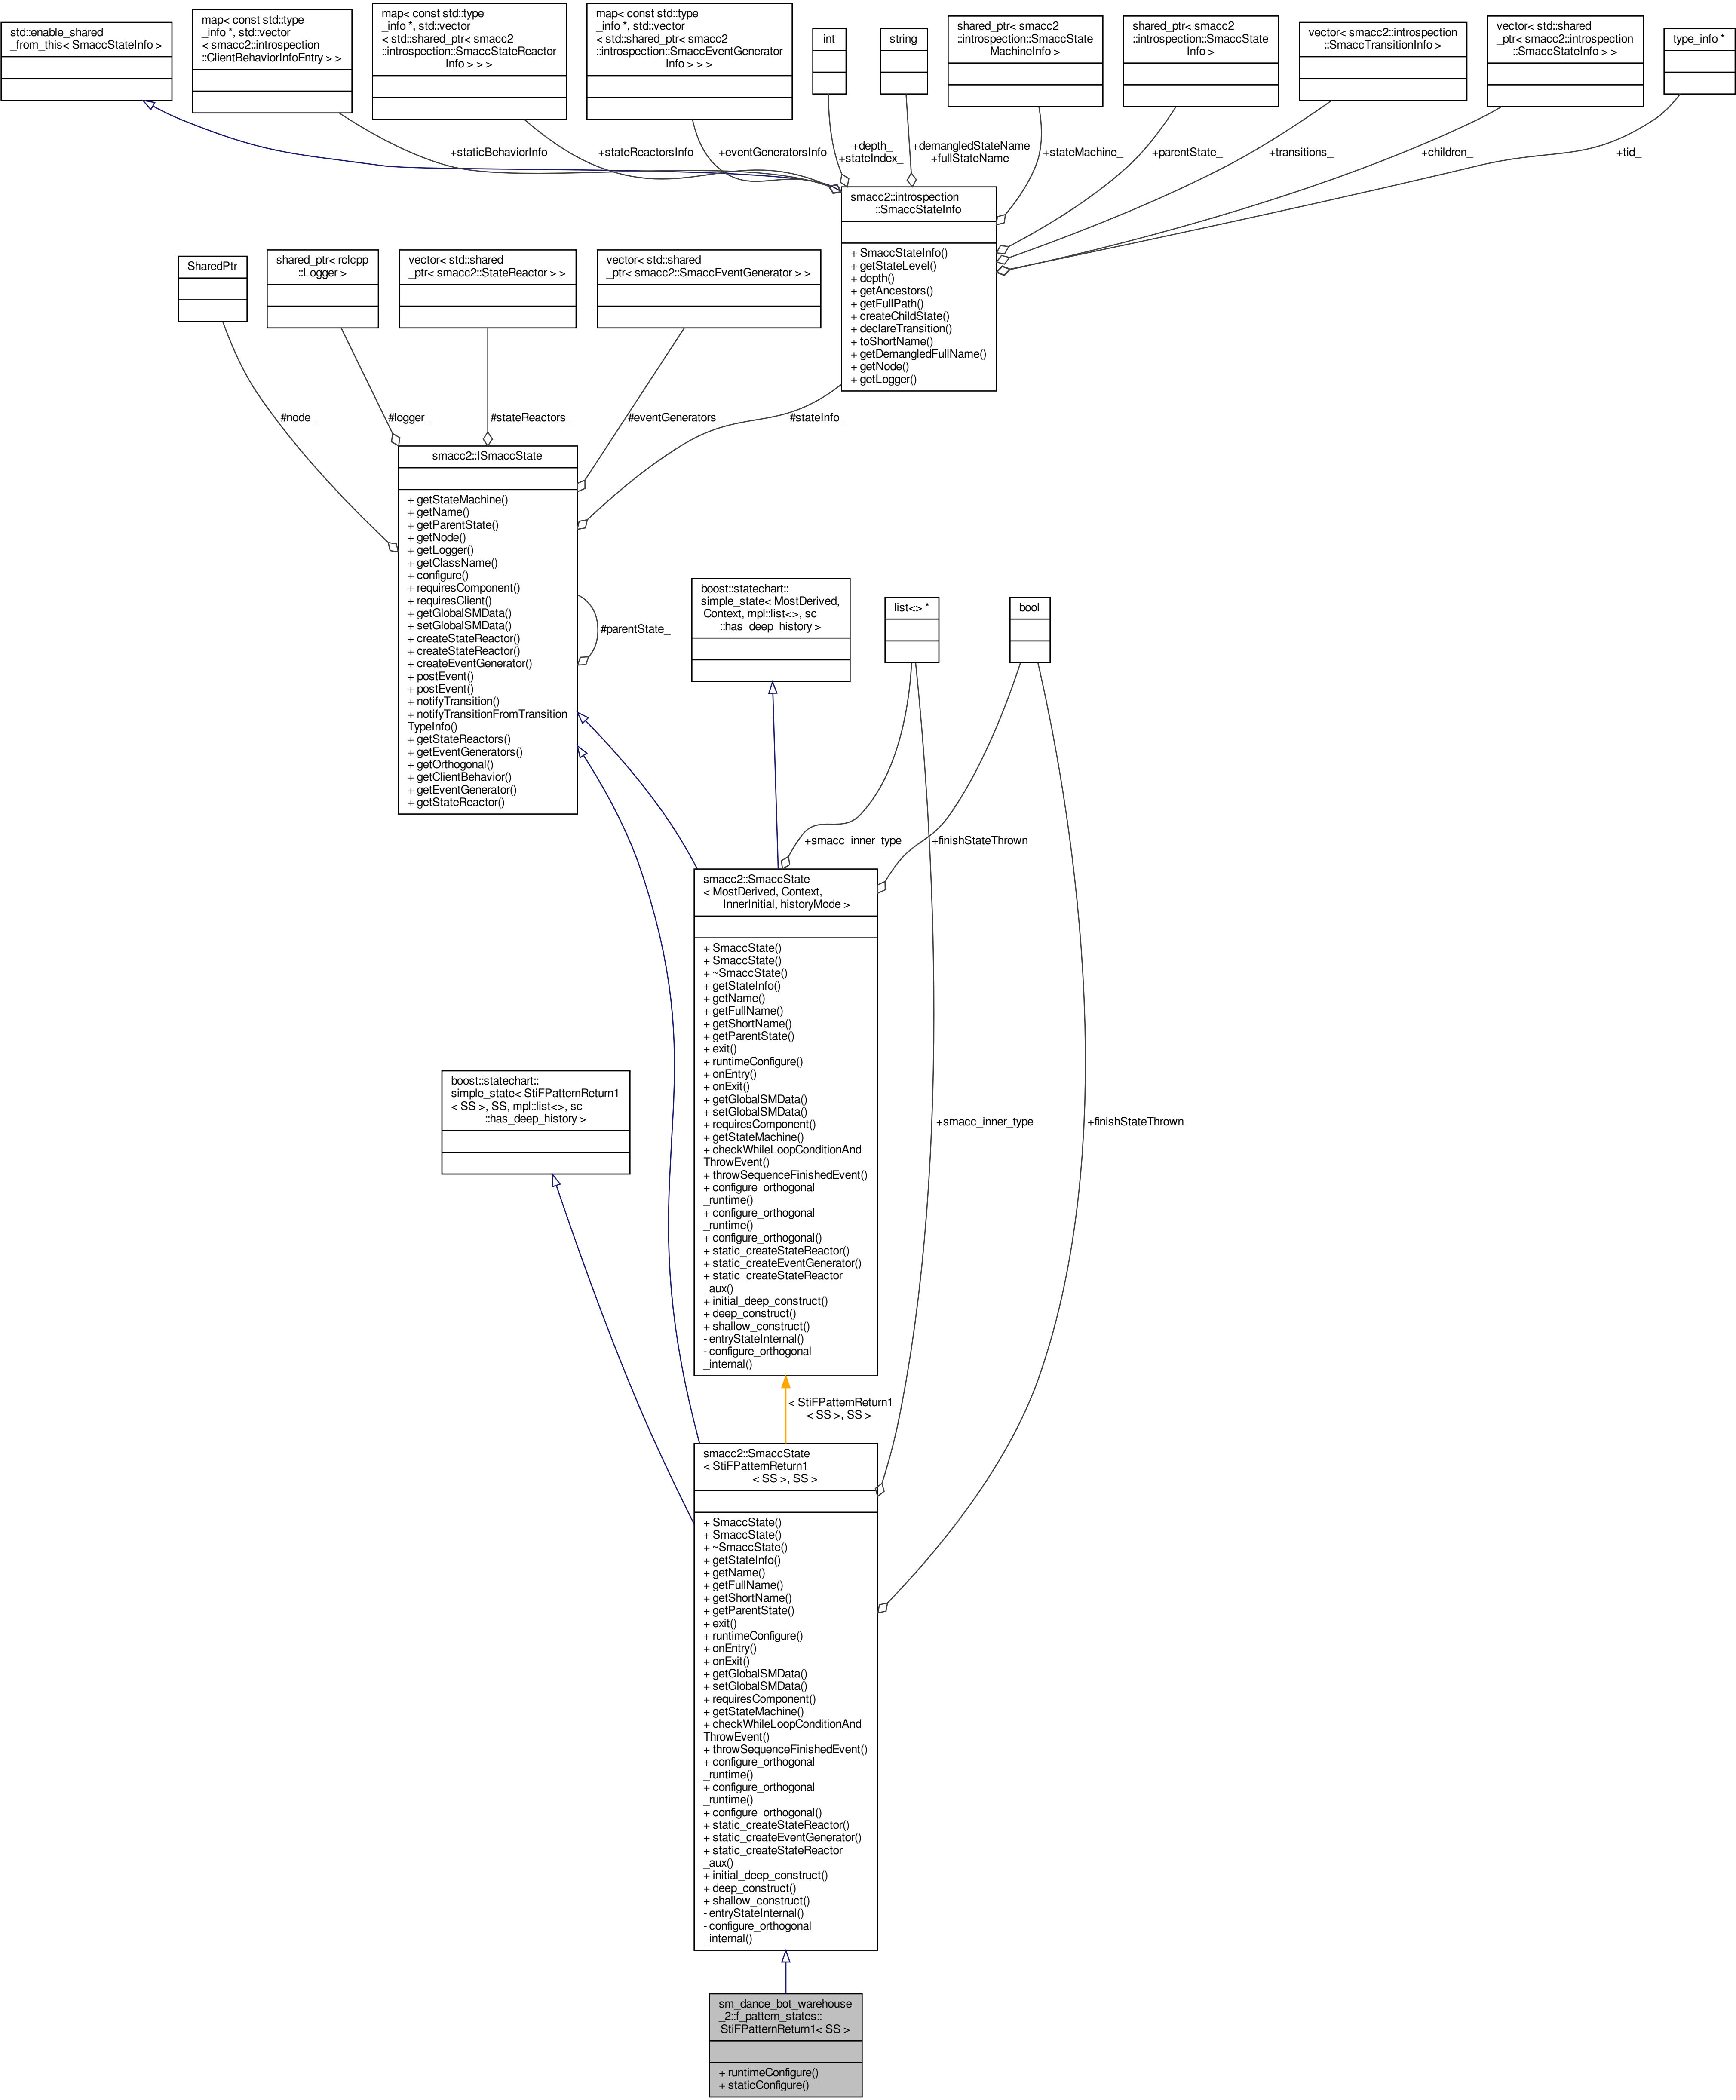 std::enable_shared
_from_this< SmaccStateInfo >
map< const std::type
_info *, std::vector
< smacc2::introspection
::ClientBehaviorInfoEntry > >
map< const std::type
_info *, std::vector
< std::shared_ptr< smacc2
::introspection::SmaccStateReactor
Info > > >
map< const std::type
_info *, std::vector
< std::shared_ptr< smacc2
::introspection::SmaccEventGenerator
Info > > >
int
string
shared_ptr< smacc2
::introspection::SmaccState
MachineInfo >
shared_ptr< smacc2
::introspection::SmaccState
Info >
vector< smacc2::introspection
::SmaccTransitionInfo >
vector< std::shared
_ptr< smacc2::introspection
::SmaccStateInfo > >
type_info *
+staticBehaviorInfo
+stateReactorsInfo
+eventGeneratorsInfo
+depth_
+stateIndex_
+demangledStateName
+fullStateName
+stateMachine_
+parentState_
+transitions_
+children_
+tid_
smacc2::introspection
::SmaccStateInfo
+ SmaccStateInfo()
+ getStateLevel()
+ depth()
+ getAncestors()
+ getFullPath()
+ createChildState()
+ declareTransition()
+ toShortName()
+ getDemangledFullName()
+ getNode()
+ getLogger()
SharedPtr
shared_ptr< rclcpp
::Logger >
vector< std::shared
_ptr< smacc2::StateReactor > >
vector< std::shared
_ptr< smacc2::SmaccEventGenerator > >
#node_
#logger_
#stateReactors_
#eventGenerators_
#stateInfo_
smacc2::ISmaccState
+ getStateMachine()
+ getName()
+ getParentState()
+ getNode()
+ getLogger()
+ getClassName()
+ configure()
+ requiresComponent()
+ requiresClient()
+ getGlobalSMData()
+ setGlobalSMData()
+ createStateReactor()
+ createStateReactor()
+ createEventGenerator()
+ postEvent()
+ postEvent()
+ notifyTransition()
+ notifyTransitionFromTransition
TypeInfo()
+ getStateReactors()
+ getEventGenerators()
+ getOrthogonal()
+ getClientBehavior()
+ getEventGenerator()
+ getStateReactor()
#parentState_
boost::statechart::
simple_state< MostDerived,
Context, mpl::list<>, sc
::has_deep_history >
list<> *
bool
+smacc_inner_type
+finishStateThrown
smacc2::SmaccState
< MostDerived, Context,
InnerInitial, historyMode >
+ SmaccState()
+ SmaccState()
+ ~SmaccState()
+ getStateInfo()
+ getName()
+ getFullName()
+ getShortName()
+ getParentState()
+ exit()
+ runtimeConfigure()
+ onEntry()
+ onExit()
+ getGlobalSMData()
+ setGlobalSMData()
+ requiresComponent()
+ getStateMachine()
+ checkWhileLoopConditionAnd
ThrowEvent()
+ throwSequenceFinishedEvent()
+ configure_orthogonal
_runtime()
+ configure_orthogonal
_runtime()
+ configure_orthogonal()
+ static_createStateReactor()
+ static_createEventGenerator()
+ static_createStateReactor
_aux()
+ initial_deep_construct()
+ deep_construct()
+ shallow_construct()
- entryStateInternal()
- configure_orthogonal
_internal()
boost::statechart::
simple_state< StiFPatternReturn1
< SS >, SS, mpl::list<>, sc
::has_deep_history >
+smacc_inner_type
+finishStateThrown
< StiFPatternReturn1
< SS >, SS >
smacc2::SmaccState
< StiFPatternReturn1
< SS >, SS >
+ SmaccState()
+ SmaccState()
+ ~SmaccState()
+ getStateInfo()
+ getName()
+ getFullName()
+ getShortName()
+ getParentState()
+ exit()
+ runtimeConfigure()
+ onEntry()
+ onExit()
+ getGlobalSMData()
+ setGlobalSMData()
+ requiresComponent()
+ getStateMachine()
+ checkWhileLoopConditionAnd
ThrowEvent()
+ throwSequenceFinishedEvent()
+ configure_orthogonal
_runtime()
+ configure_orthogonal
_runtime()
+ configure_orthogonal()
+ static_createStateReactor()
+ static_createEventGenerator()
+ static_createStateReactor
_aux()
+ initial_deep_construct()
+ deep_construct()
+ shallow_construct()
- entryStateInternal()
- configure_orthogonal
_internal()
sm_dance_bot_warehouse
_2::f_pattern_states::
StiFPatternReturn1< SS >
+ runtimeConfigure()
+ staticConfigure()